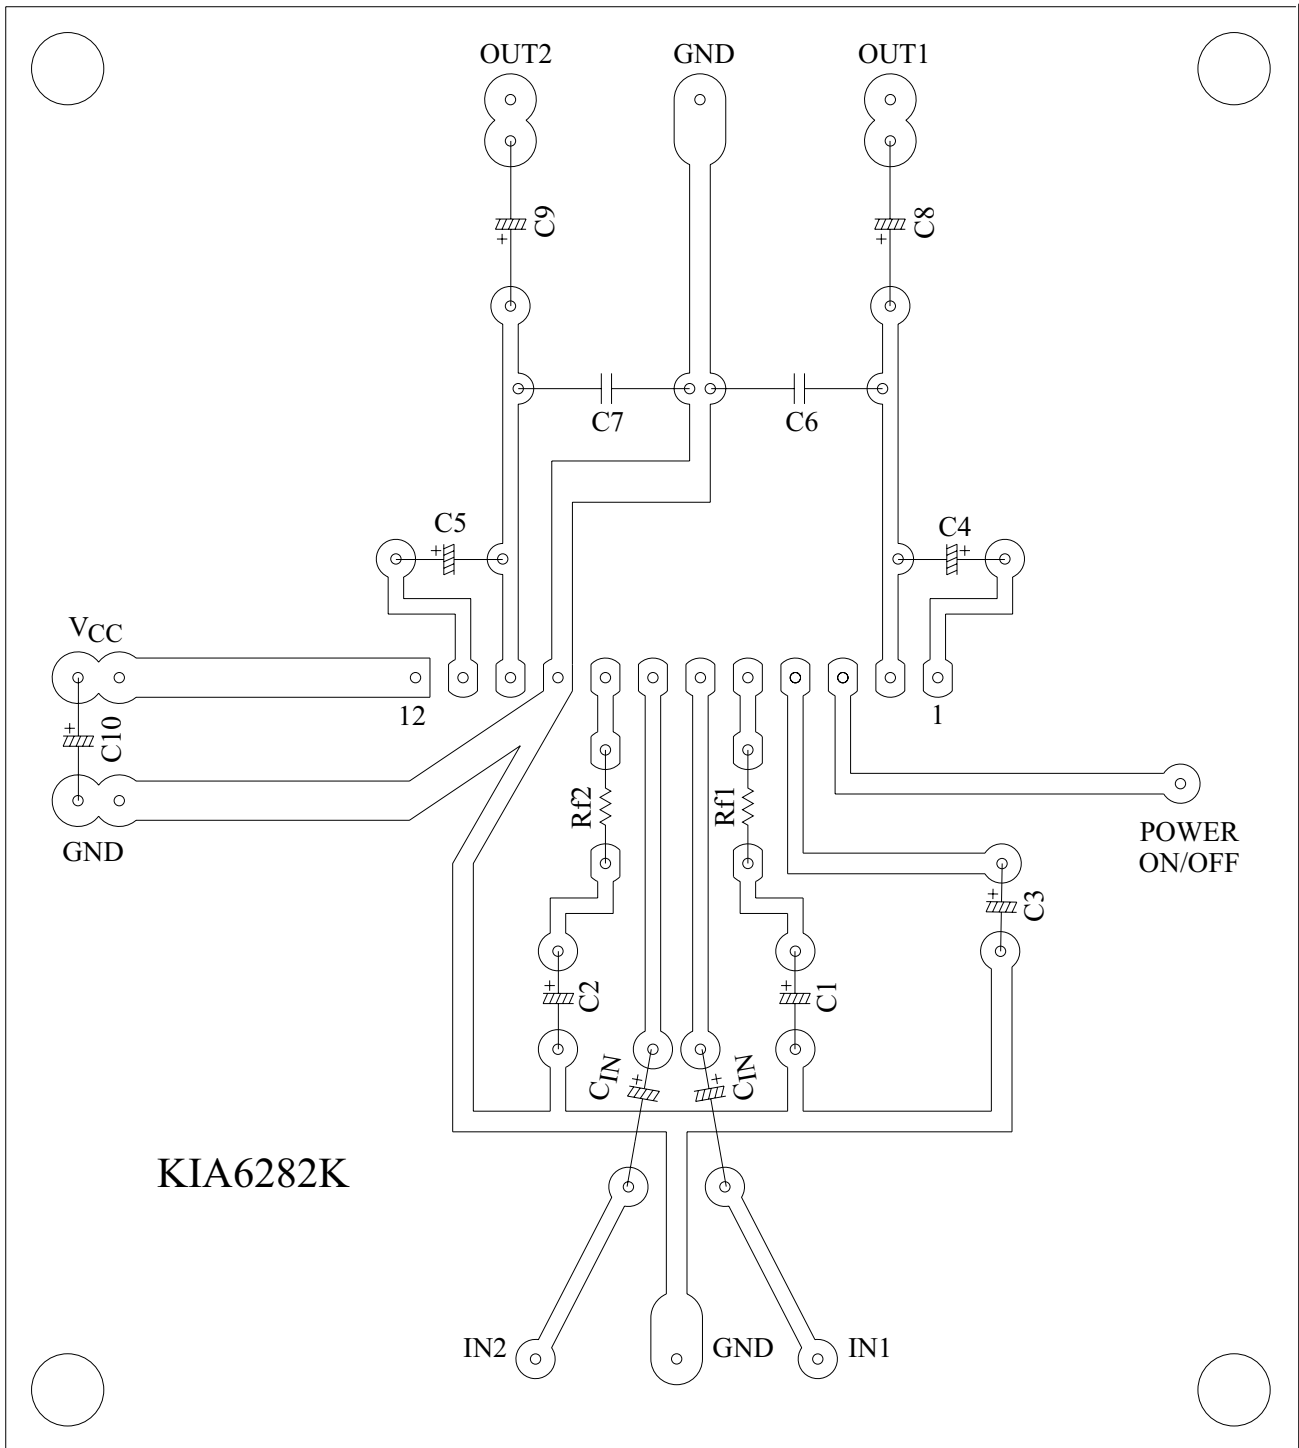 OUT2 GND OUT1
C9 C8
C7 C6
C5 C4
VCC
12 1
C10
Rf2 Rf1
GND
POWER
ON/OFF
C3
C2 C1
CIN CIN
KIA6282K
IN2 GND IN1